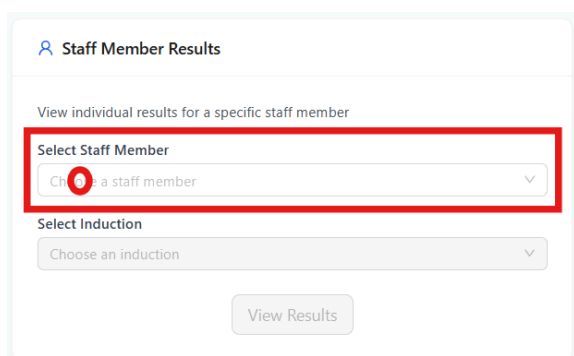 Staff Member Results
View individual results for a specific staff member
Select Staff Member
Choose a staff member
Select Induction
Choose an induction
View Results